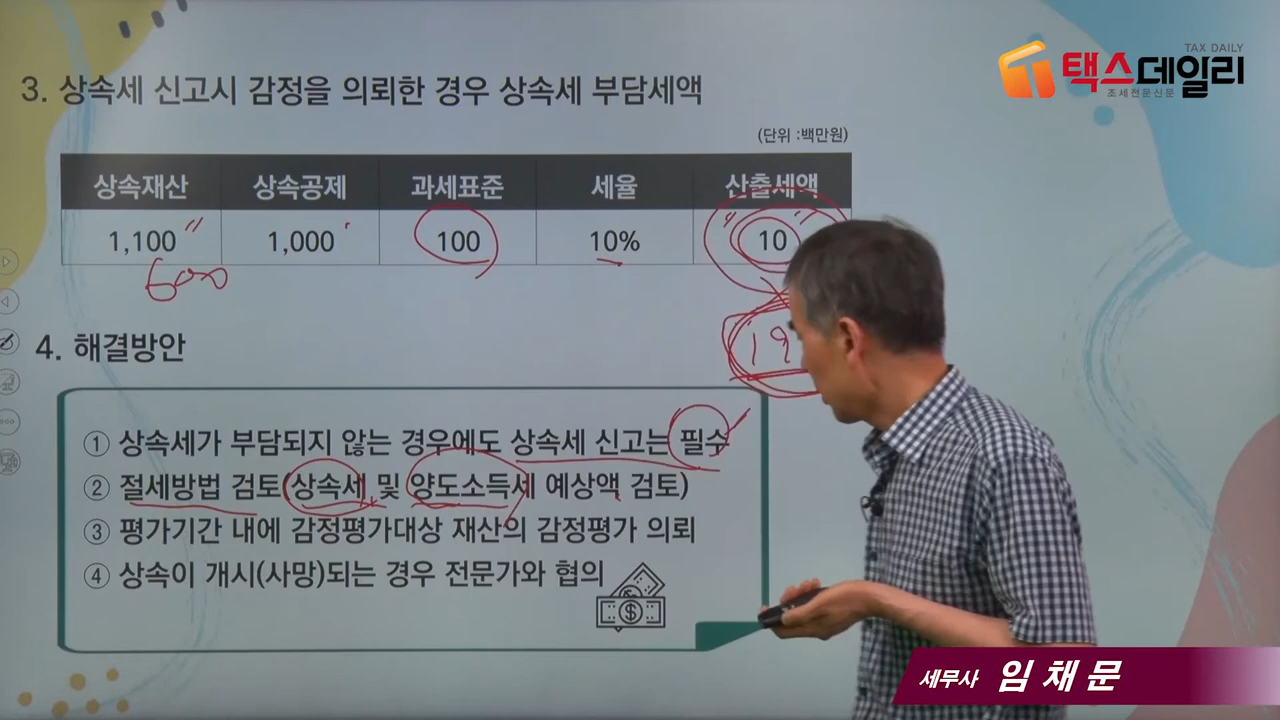 TAX DAILY
택스데일리
조세전문신문
3. 상속세 신고시 감정을 의뢰한 경우 상속세 부담세액
(단위 :백만원)
상속재산 상속공제 과세표준 세율 산출세액
1,100 1,000 100 10% 10
600
19
4. 해결방안
① 상속세가 부담되지 않는 경우에도 상속세 신고는 필수
② 절세방법 검토(상속세 및 양도소득세 예상액 검토)
③ 평가기간 내에 감정평가대상 재산의 감정평가 의뢰
④ 상속이 개시(사망)되는 경우 전문가와 협의
세무사 임채문